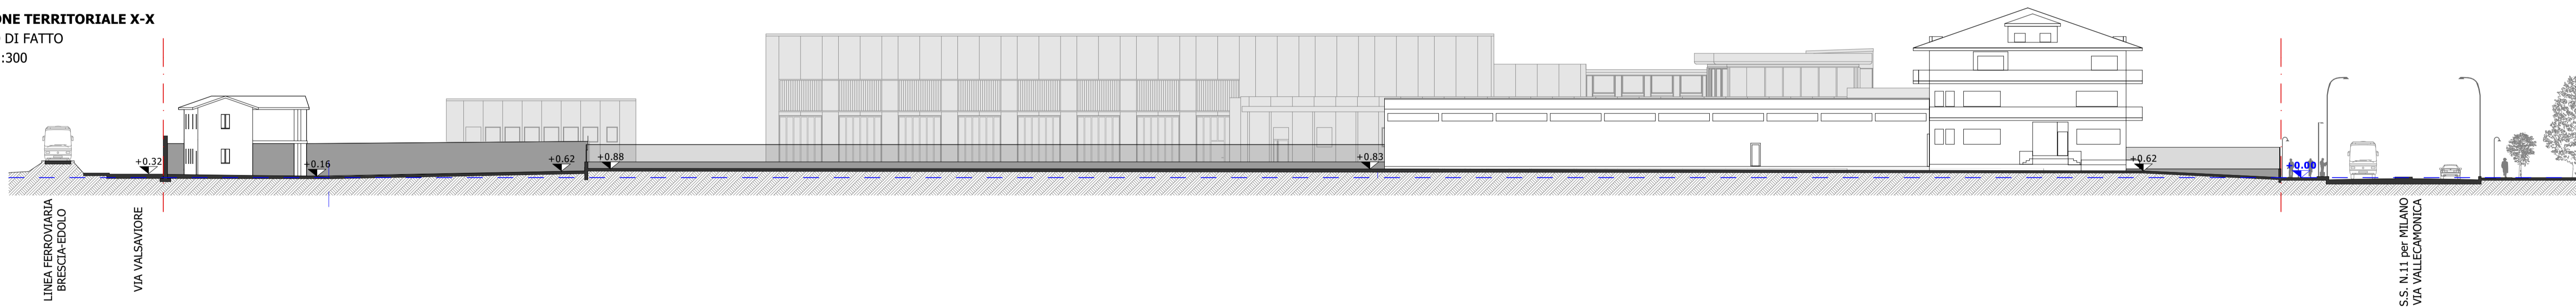 ONE TERRITORIALE X-X
DI FATTO
:300
+0.32
+0.16
+0.62
+0.88
+0.83
+0.62
+0.00
LINEA FERROVIARIA
BRESCIA-EDOLO
VIA VALSAVIORE
S.S. N.11 per MILANO
VIA VALLECAMONICA